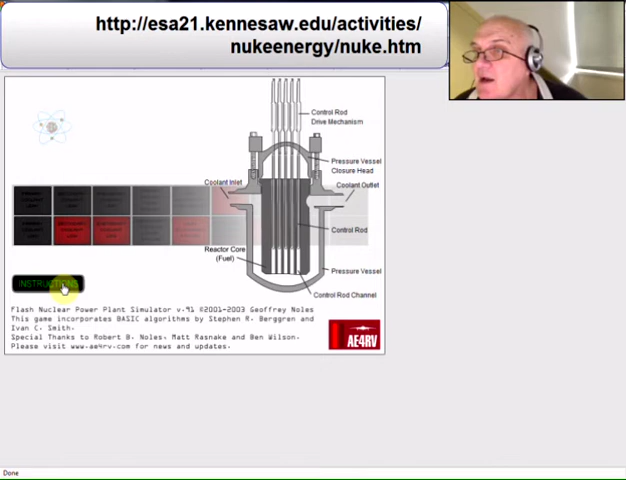 http://esa21.kennesaw.edu/activities/
nukeenergy/nuke.htm
Control Rod
Drive Mechanism
Pressure Vessel
Closure Head
Coolant Inlet
Coolant Outlet
Control Rod
Reactor Core
(Fuel)
Pressure Vessel
Control Rod Channel
INSTRUCTIONS
Flash Nuclear Power Plant Simulator v.91 ©2001-2003 Geoffrey Noles
This game incorporates BASIC algorithms by Stephen R. Berggren and
Ivan C. Smith.
Special Thanks to Robert B. Noles, Matt Rasnake and Ben Wilson.
Please visit www.ae4rv.com for news and updates.
AE4RV
Done